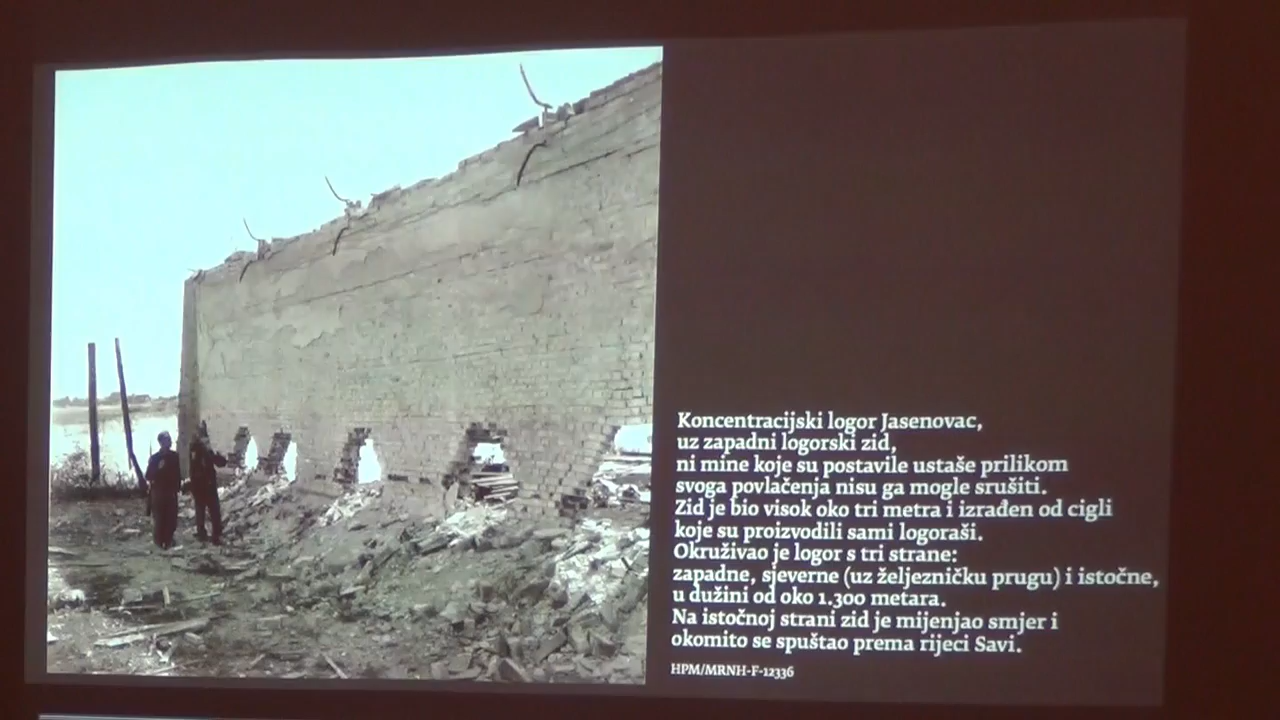 Koncentracijski logor Jasenovac,
uz zapadni logorski zid,
ni mine koje su postavile ustaše prilikom
svoga povlačenja nisu ga mogle srušiti.
Zid je bio visok oko tri metra i izrađen od cigli
koje su proizvodili sami logoraši.
Okruživao je logor s tri strane:
zapadne, sjeverne (uz željezničku prugu) i istočne,
u dužini od oko 1.300 metara.
Na istočnoj strani zid je mijenjao smjer i
okomito se spuštao prema rijeci Savi.
HPM/MRNH-F-12336